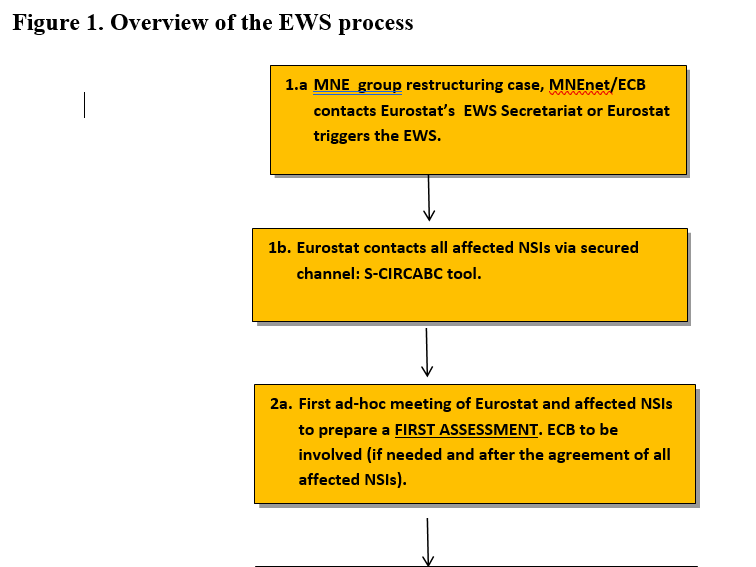 Figure 1. Overview of the EWS process
1.a MNE group restructuring case, MNEnet/ECB
contacts Eurostat's EWS Secretariat or Eurostat
triggers the EWS.
1b. Eurostat contacts all affected NSIs via secured
channel: S-CIRCABC tool.
2a. First ad-hoc meeting of Eurostat and affected NSIs
to prepare a FIRST ASSESSMENT. ECB to be
involved (if needed and after the agreement of all
affected NSIs).